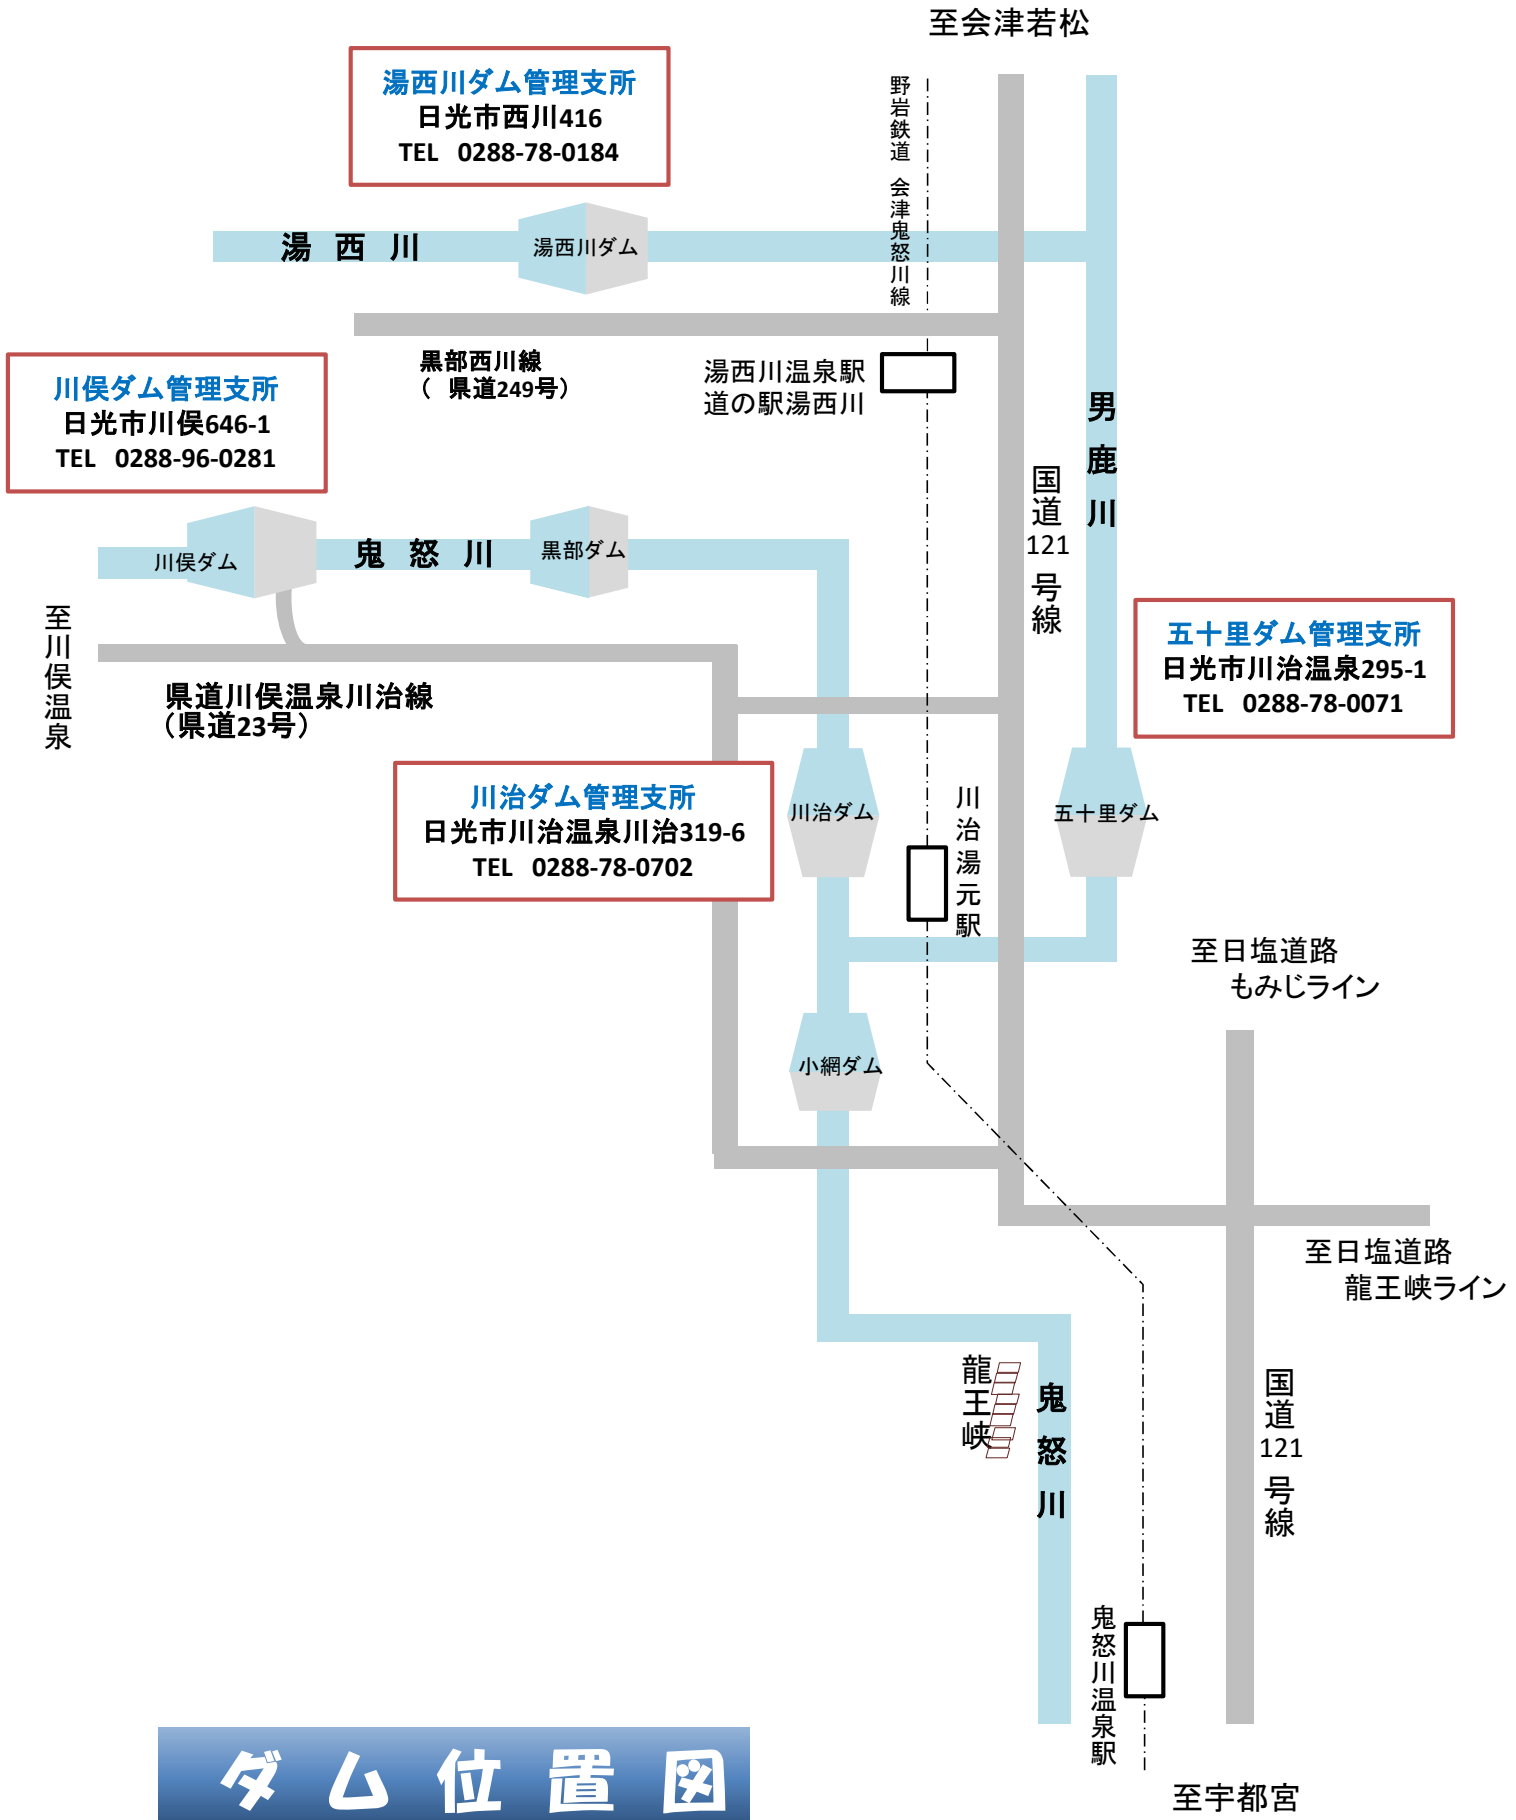 至会津若松
湯西川ダム管理支所
日光市西川416
TEL 0288-78-0184
野岩鉄道 会津鬼怒川線
湯 西 川
湯西川ダム
黒部西川線
（ 県道249号）
湯西川温泉駅
道の駅湯西川
川俣ダム管理支所
日光市川俣646-1
TEL 0288-96-0281
男鹿川
国道121号線
川俣ダム
鬼 怒 川
黒部ダム
至川俣温泉
県道川俣温泉川治線
（県道23号）
五十里ダム管理支所
日光市川治温泉295-1
TEL 0288-78-0071
川治ダム管理支所
日光市川治温泉川治319-6
TEL 0288-78-0702
川治ダム
川治湯元駅
五十里ダム
至日塩道路
もみじライン
小網ダム
至日塩道路
龍王峡ライン
龍王峡
鬼怒川
国道121号線
鬼怒川温泉駅
至宇都宮
ダム位置図